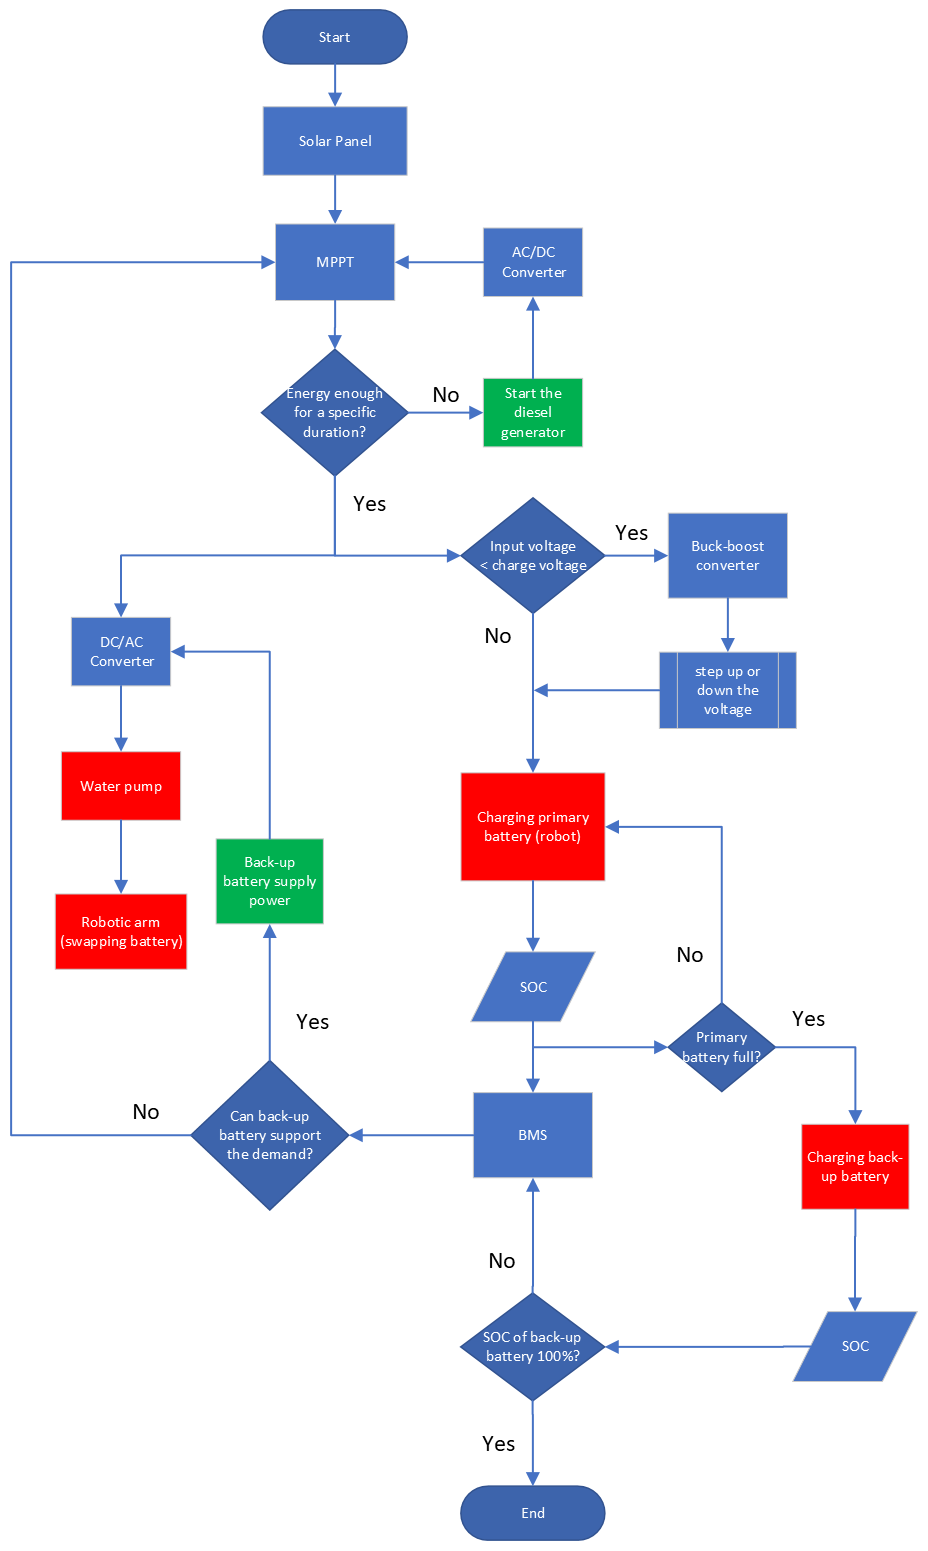 Start
Solar Panel
MPPT
AC/DC
Converter
Energy enough
for a specific
duration?
No
Start the
diesel
generator
Yes
Input voltage
< charge voltage
Yes
Buck-boost
converter
No
DC/AC
Converter
step up or
down the
voltage
Water pump
Charging primary
battery (robot)
Back-up
battery supply
power
Robotic arm
(swapping battery)
No
SOC
Yes
Yes
Primary
battery full?
No
Can back-up
battery support
the demand?
BMS
Charging back-
up battery
No
SOC of back-up
battery 100%?
SOC
Yes
End